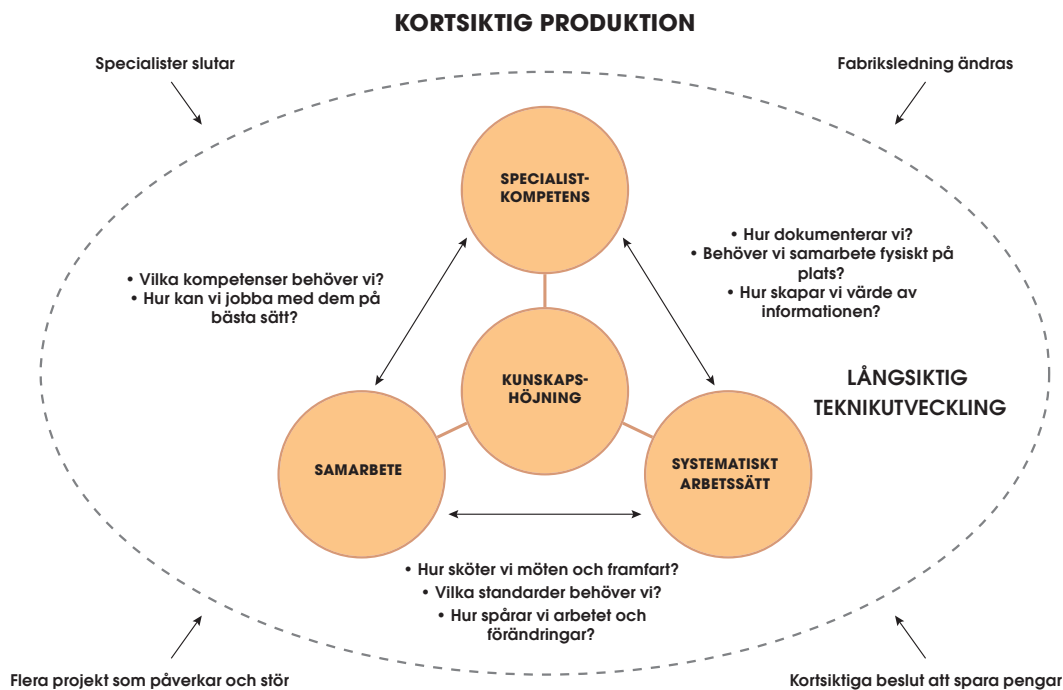 KORTSIKTIG PRODUKTION
Specialister slutar
Fabriksledning ändras
SPECIALIST-
KOMPETENS
• Vilka kompetenser behöver vi?
• Hur kan vi jobba med dem på
bästa sätt?
• Hur dokumenterar vi?
• Behöver vi samarbete fysiskt på
plats?
• Hur skapar vi värde av
informationen?
KUNSKAPS-
HÖJNING
LÅNGSIKTIG
TEKNIKUTVECKLING
SAMARBETE
SYSTEMATISKT
ARBETSSÄTT
• Hur sköter vi möten och framfart?
• Vilka standarder behöver vi?
• Hur spårar vi arbetet och
förändringar?
Flera projekt som påverkar och stör
Kortsiktiga beslut att spara pengar